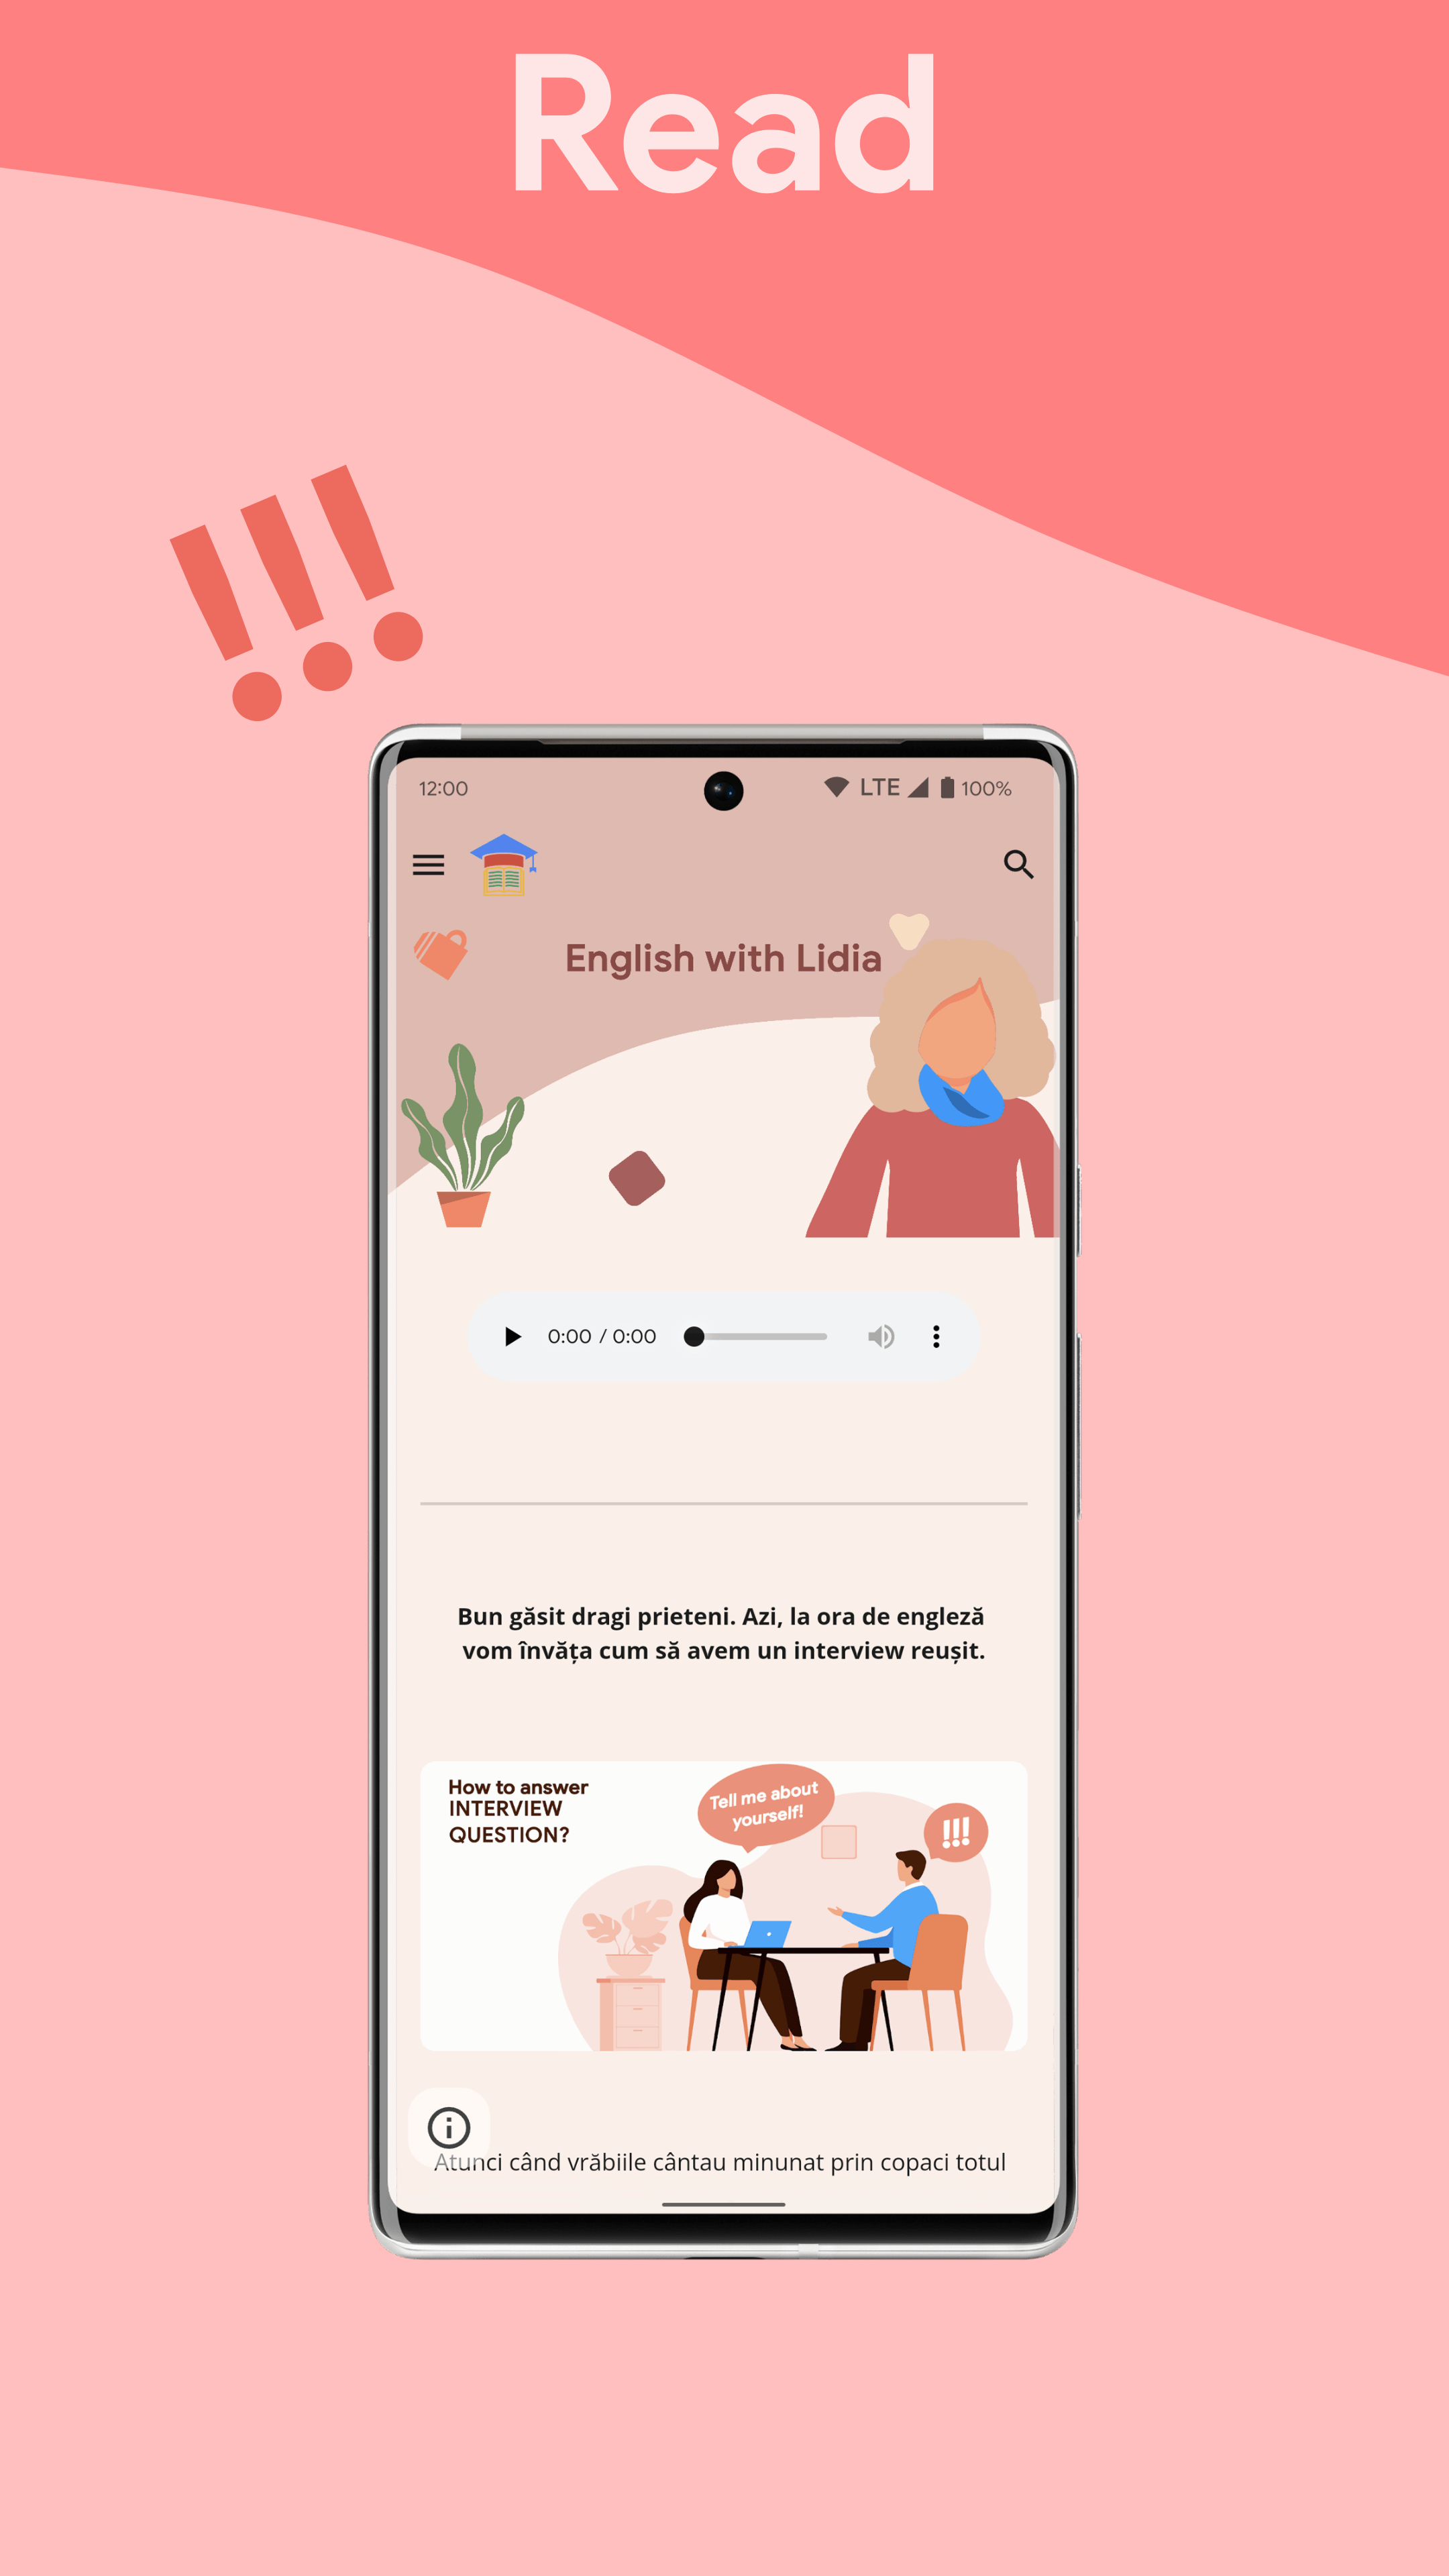 Read
!!!
12:00
LTE 100%
English with Lidia
0:00 / 0:00
Bun găsit dragi prieteni. Azi, la ora de engleză
vom învăța cum să avem un interview reușit.
How to answer
INTERVIEW
QUESTION?
Tell me about
yourself!
!!!
Atunci când vrăbiile cântau minunat prin copaci totul